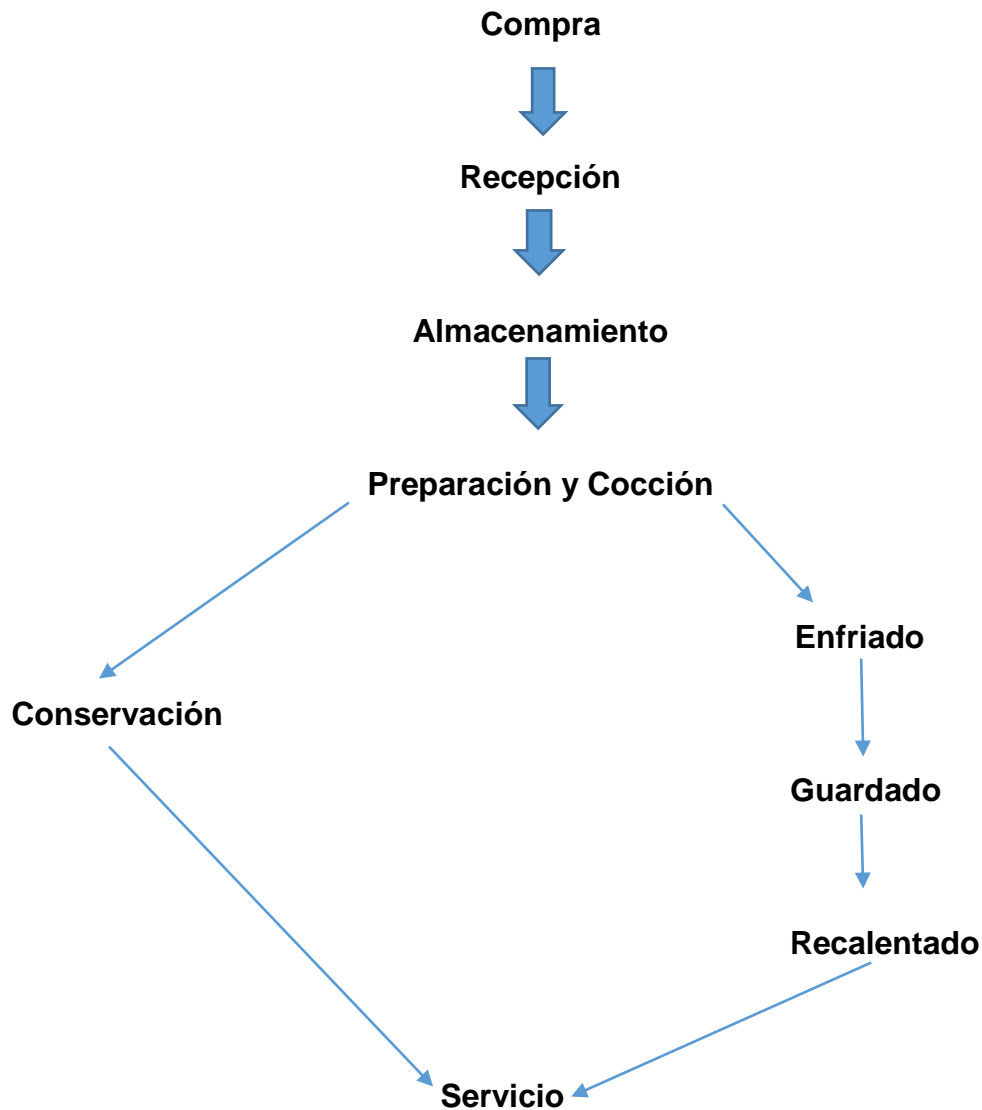 Compra
Recepción
Almacenamiento
Preparación y Cocción
Enfriado
Conservación
Guardado
Recalentado
Servicio